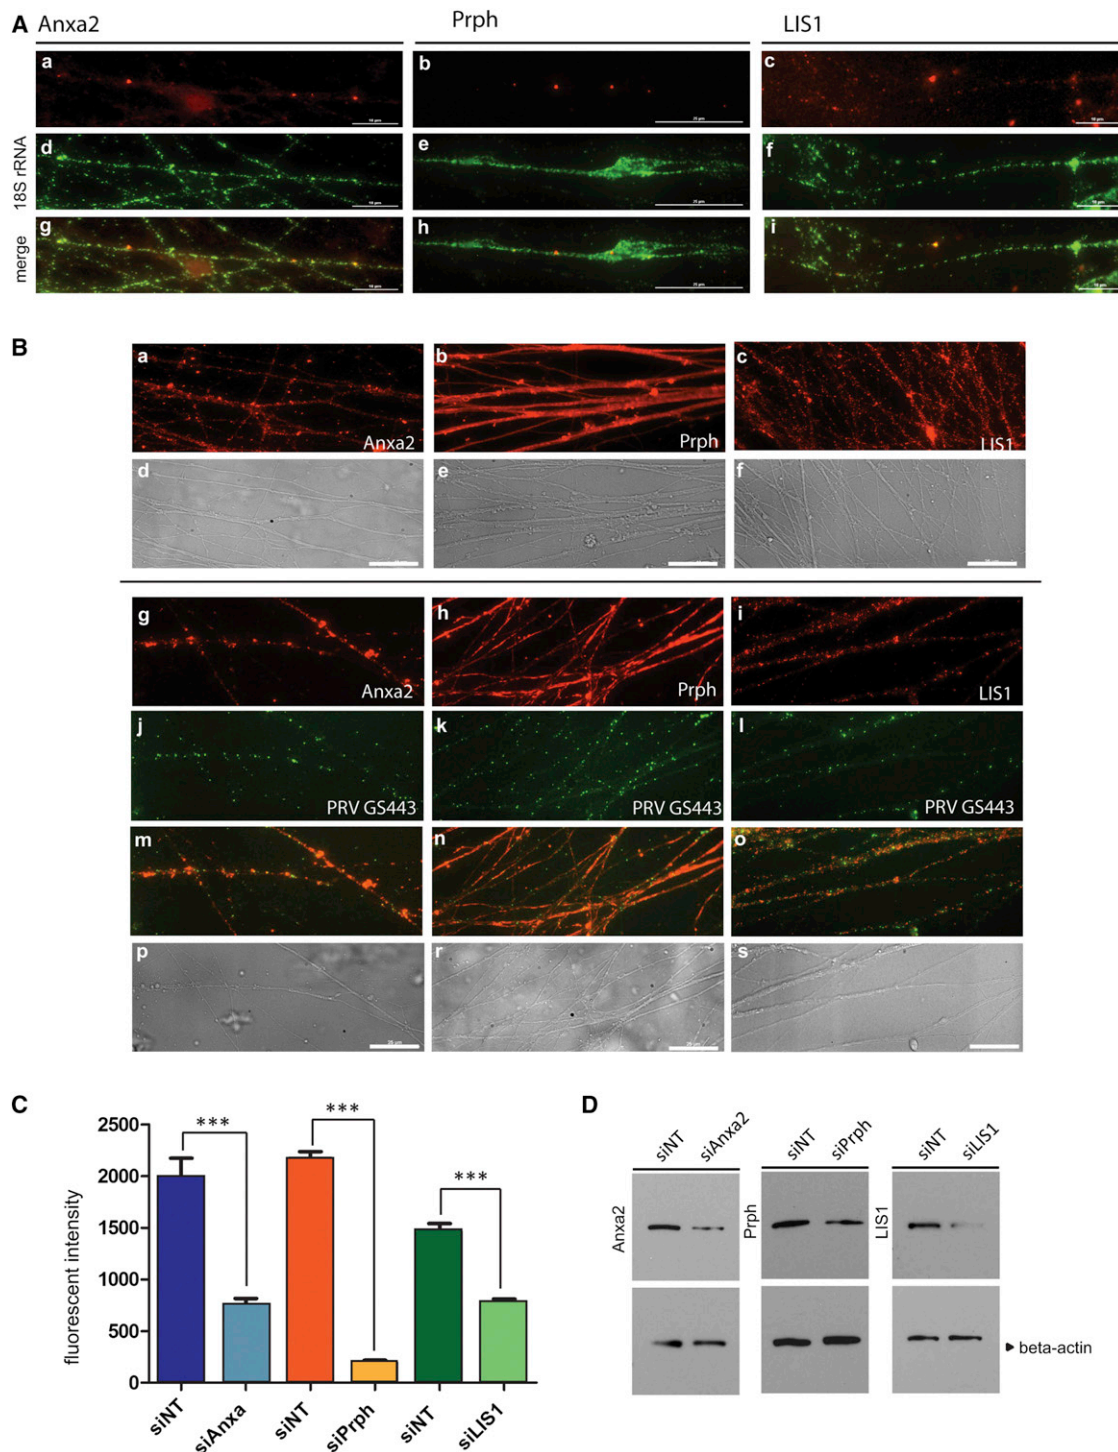 A
Anxa2
Prph
LIS1
18S rRNA
merge
a
b
c
d
e
f
g
h
i
10 µm
B
a
b
c
Anxa2
Prph
LIS1
d
e
f
g
h
i
Anxa2
Prph
LIS1
j
k
l
PRV GS443
PRV GS443
PRV GS443
m
n
o
p
r
s
C
fluorescent intensity
2500
2000
1500
1000
500
0
***
***
***
siNT
siAnxa
siNT
siPrph
siNT
siLIS1
D
siNT
siAnxa2
siNT
siPrph
siNT
siLIS1
Anxa2
Prph
LIS1
beta-actin